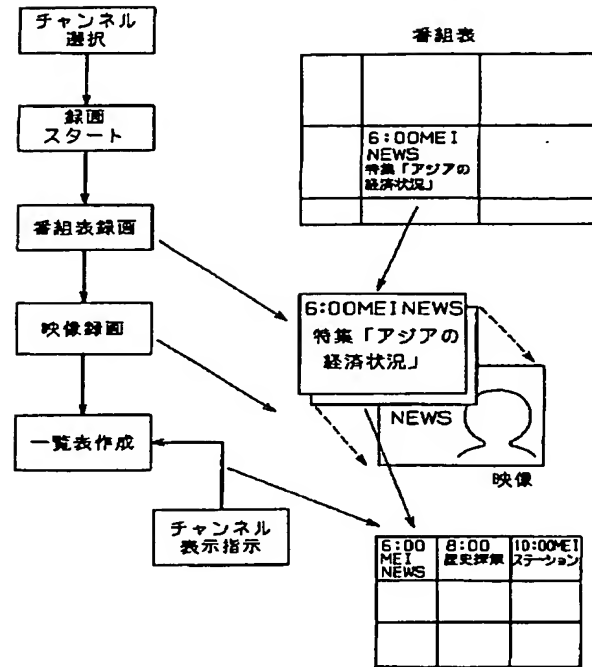 チャンネル
選択
録画
スタート
番組表録画
映像録画
一覧表作成
チャンネル
表示指示
番組表
6:00MEI
NEWS
特集「アジアの
経済状況」
6:00MEINEWS
特集「アジアの
経済状況」
NEWS
映像
6:00
MEI
NEWS
8:00
歴史探索
10:00MEI
ステーション